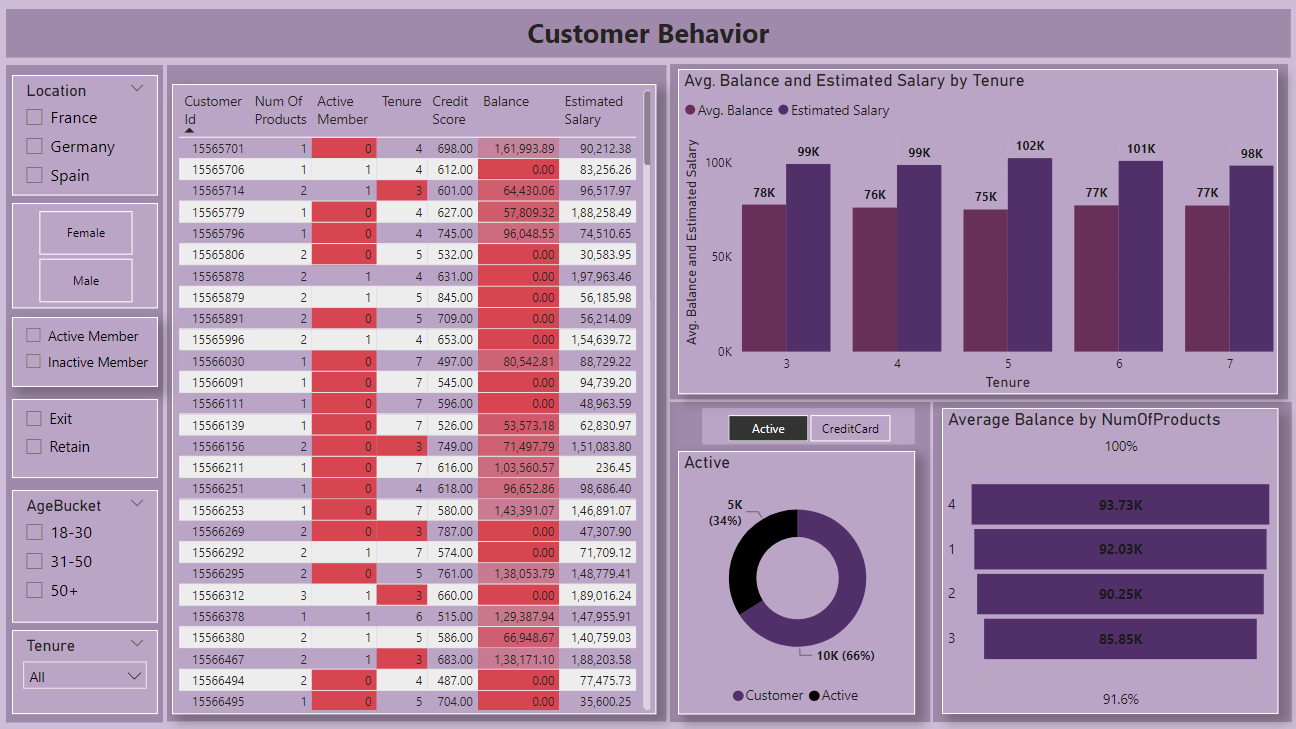 Customer Behavior
Location
France
Germany
Spain
Female
Male
Active Member
Inactive Member
Exit
Retain
AgeBucket
18-30
31-50
50+
Tenure
All
Customer Id Num Of Products Active Member Tenure Credit Score Balance Estimated Salary
15565701 1 0 4 698.00 1,61,993.89 90,212.38
15565706 1 1 4 612.00 0.00 83,256.26
15565714 2 1 3 601.00 64,430.06 96,517.97
15565779 1 0 4 627.00 57,809.32 1,88,258.49
15565796 1 0 4 745.00 96,048.55 74,510.65
15565806 2 0 5 532.00 0.00 30,583.95
15565878 2 1 4 631.00 0.00 1,97,963.46
15565879 2 1 5 845.00 0.00 56,185.98
15565891 2 0 5 709.00 0.00 56,214.09
15565996 2 1 4 653.00 0.00 1,54,639.72
15566030 1 0 7 497.00 80,542.81 88,729.22
15566091 1 0 7 545.00 0.00 94,739.20
15566111 1 0 7 596.00 0.00 48,963.59
15566139 1 0 7 526.00 53,573.18 62,830.97
15566156 2 0 3 749.00 71,497.79 1,51,083.80
15566211 1 0 7 616.00 1,03,560.57 236.45
15566251 1 0 4 618.00 96,652.86 98,686.40
15566253 1 0 7 580.00 1,43,391.07 1,46,891.07
15566269 2 0 3 787.00 0.00 47,307.90
15566292 2 1 7 574.00 0.00 71,709.12
15566295 2 0 5 761.00 1,38,053.79 1,48,779.41
15566312 3 1 3 660.00 0.00 1,89,016.24
15566378 1 1 6 515.00 1,29,387.94 1,47,955.91
15566380 2 1 5 586.00 66,948.67 1,40,759.03
15566467 2 1 3 683.00 1,38,171.10 1,88,203.58
15566494 2 0 4 487.00 0.00 77,475.73
15566495 1 0 5 704.00 0.00 35,600.25
Avg. Balance and Estimated Salary by Tenure
Avg. Balance Estimated Salary
Avg. Balance and Estimated Salary
100K
50K
0K
78K 99K 76K 99K 75K 102K 77K 101K 77K 98K
3 4 5 6 7
Tenure
Active CreditCard
Active
5K
(34%)
10K (66%)
Customer Active
Average Balance by NumOfProducts
100%
4 93.73K
1 92.03K
2 90.25K
3 85.85K
91.6%